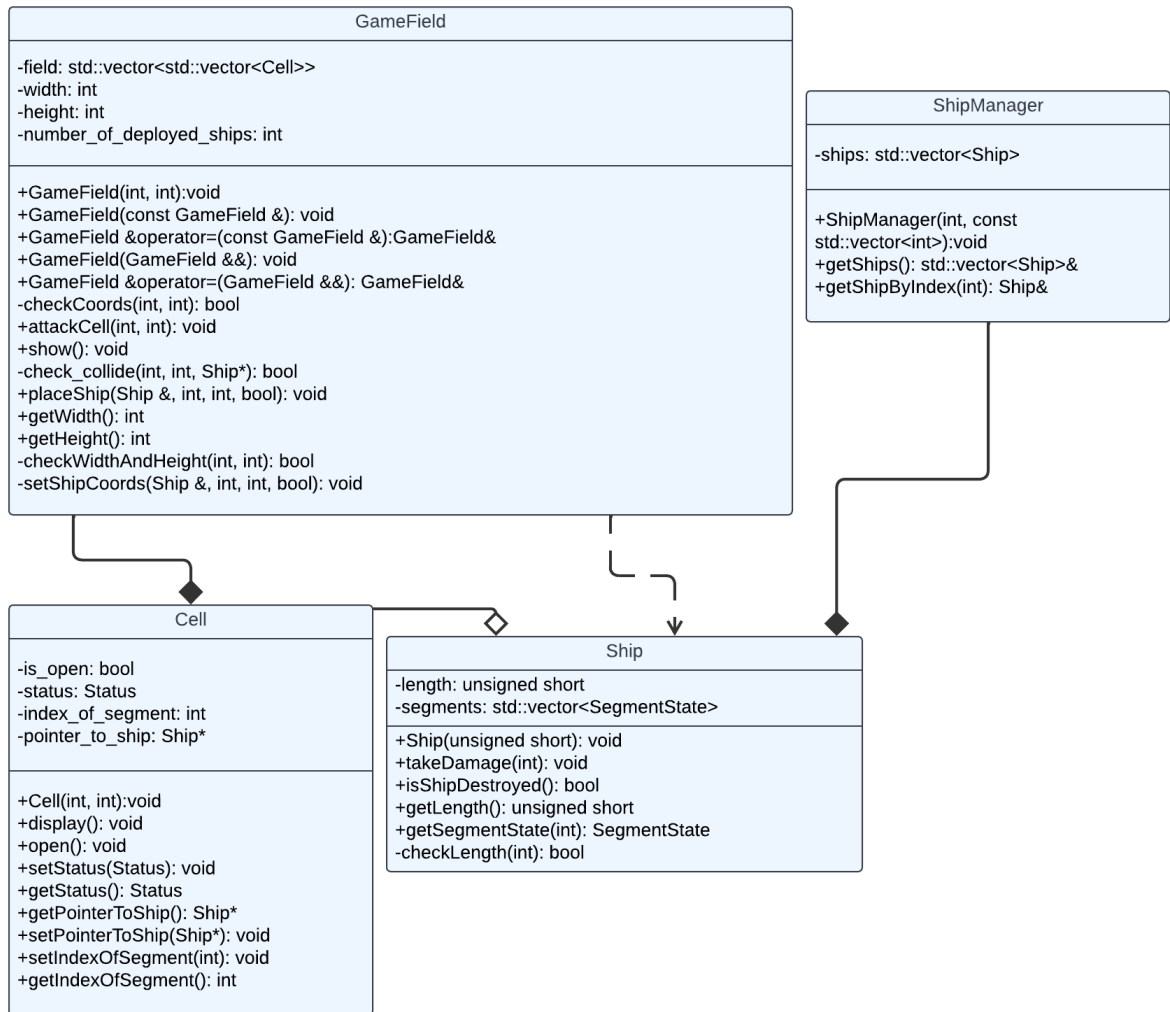 GameField
-field: std::vector<std::vector<Cell>>
-width: int
-height: int
-number_of_deployed_ships: int
+GameField(int, int):void
+GameField(const GameField &): void
+GameField &operator=(const GameField &):GameField&
+GameField(GameField &&): void
+GameField &operator=(GameField &&): GameField&
-checkCoords(int, int): bool
+attackCell(int, int): void
+show(): void
-check_collide(int, int, Ship*): bool
+placeShip(Ship &, int, int, bool): void
+getWidth(): int
+getHeight(): int
-checkWidthAndHeight(int, int): bool
-setShipCoords(Ship &, int, int, bool): void
ShipManager
-ships: std::vector<Ship>
+ShipManager(int, const
std::vector<int>):void
+getShips(): std::vector<Ship>&
+getShipByIndex(int): Ship&
Cell
-is_open: bool
-status: Status
-index_of_segment: int
-pointer_to_ship: Ship*
+Cell(int, int):void
+display(): void
+open(): void
+setStatus(Status): void
+getStatus(): Status
+getPointerToShip(): Ship*
+setPointerToShip(Ship*): void
+setIndexOfSegment(int): void
+getIndexOfSegment(): int
Ship
-length: unsigned short
-segments: std::vector<SegmentState>
+Ship(unsigned short): void
+takeDamage(int): void
+isShipDestroyed(): bool
+getLength(): unsigned short
+getSegmentState(int): SegmentState
-checkLength(int): bool